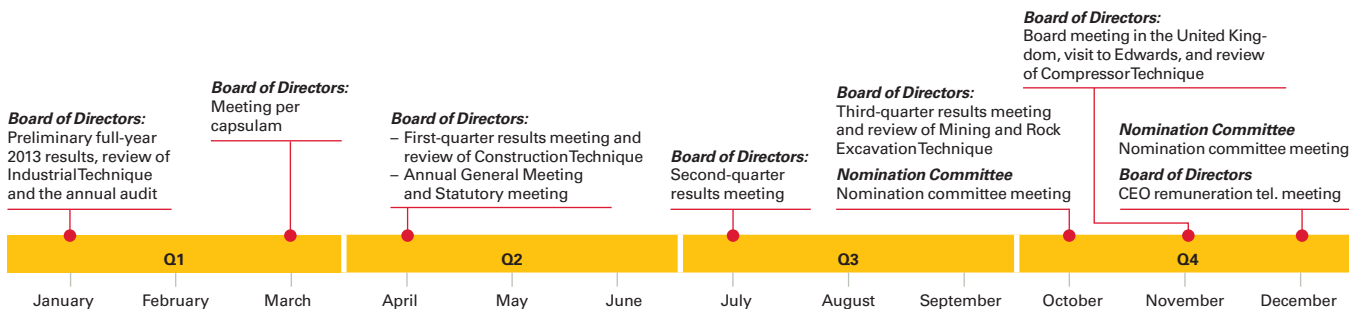 Board of Directors:
Preliminary full-year
2013 results, review of
Industrial Technique
and the annual audit
Board of Directors:
Meeting per
capsulam
Board of Directors:
– First-quarter results meeting and
review of Construction Technique
– Annual General Meeting
and Statutory meeting
Board of Directors:
Second-quarter
results meeting
Board of Directors:
Third-quarter results meeting
and review of Mining and Rock
Excavation Technique
Nomination Committee
Nomination committee meeting
Board of Directors:
Board meeting in the United King-
dom, visit to Edwards, and review
of Compressor Technique
Nomination Committee
Nomination committee meeting
Board of Directors
CEO remuneration tel. meeting
Q1
Q2
Q3
Q4
January
February
March
April
May
June
July
August
September
October
November
December